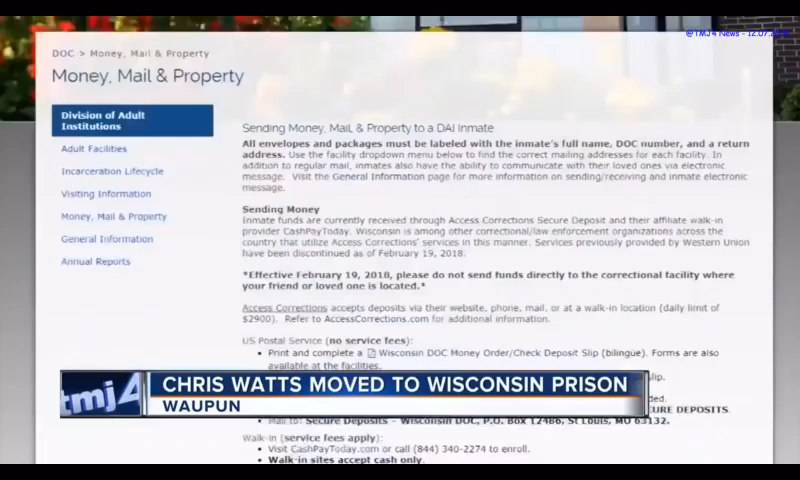 @TMJ4 News - 12.07.2
DOC > Money, Mail & Property
Money, Mail & Property
Division of Adult
Institutions
Adult Facilities
Incarceration Lifecycle
Visiting Information
Money, Mail & Property
General Information
Annual Reports
Sending Money, Mail, & Property to a DAI Inmate
All envelopes and packages must be labeled with the inmate's full name, DOC number, and a return
address. Use the facility dropdown menu below to find the correct mailing addresses for each facility. In
addition to regular mail, inmates also have the ability to communicate with their loved ones via electronic
message. Visit the General Information page for more information on sending/receiving and inmate electronic
message.
Sending Money
Inmate funds are currently received through Access Corrections Secure Deposit and their affiliate walk-in
provider CashPayToday. Wisconsin is among other correctional/law enforcement organizations across the
country that utilize Access Corrections' services in this manner. Services previously provided by Western Union
have been discontinued as of February 19, 2018.
*Effective February 19, 2018, please do not send funds directly to the correctional facility where
your friend or loved one is located.*
Access Corrections accepts deposits via their website, phone, mail, or at a walk-in location (daily limit of
$2900). Refer to AccessCorrections.com for additional information.
US Postal Service (no service fees):
• Print and complete a Wisconsin DOC Money Order/Check Deposit Slip (bilingüe). Forms are also
available at the facilities.
slip.
ded.
CURE DEPOSITS.
tmj4
CHRIS WATTS MOVED TO WISCONSIN PRISON
WAUPUN
• Mail to: Secure Deposits - Wisconsin DOC, P.O. Box 12486, St Louis, MO 63132.
Walk-in (service fees apply):
• Visit CashPayToday.com or call (844) 340-2274 to enroll.
• Walk-in sites accept cash only.